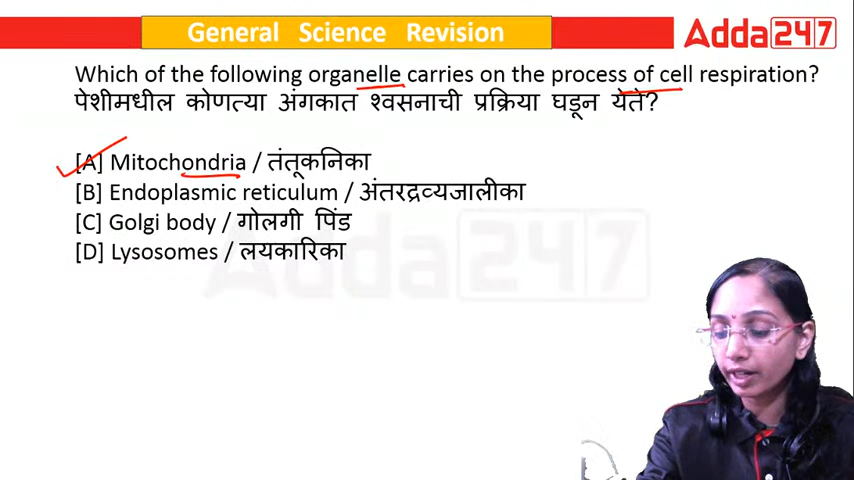 General Science Revision
Adda247
Which of the following organelle carries on the process of cell respiration?
पेशीमधील कोणत्या अंगकात श्वसनाची प्रक्रिया घडून येते?
[A] Mitochondria / तंतूकनिका
[B] Endoplasmic reticulum / अंतरद्रव्यजालीका
[C] Golgi body / गोलगी पिंड
[D] Lysosomes / लयकारिका
Adda247